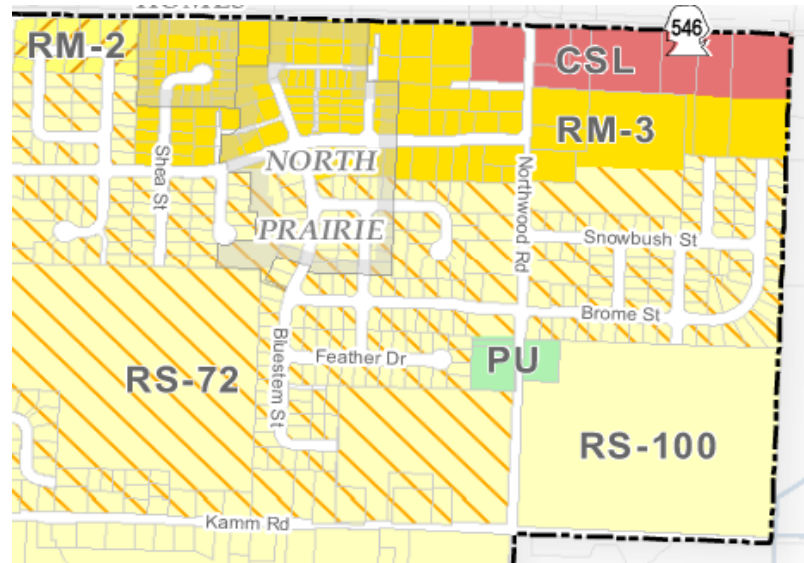 HOMES
RM-2
546
CSL
RM-3
Shea St
NORTH
PRAIRIE
Northwood Rd
Snowbush St
Brome St
Bluestem St
Feather Dr
PU
RS-72
RS-100
Kamm Rd